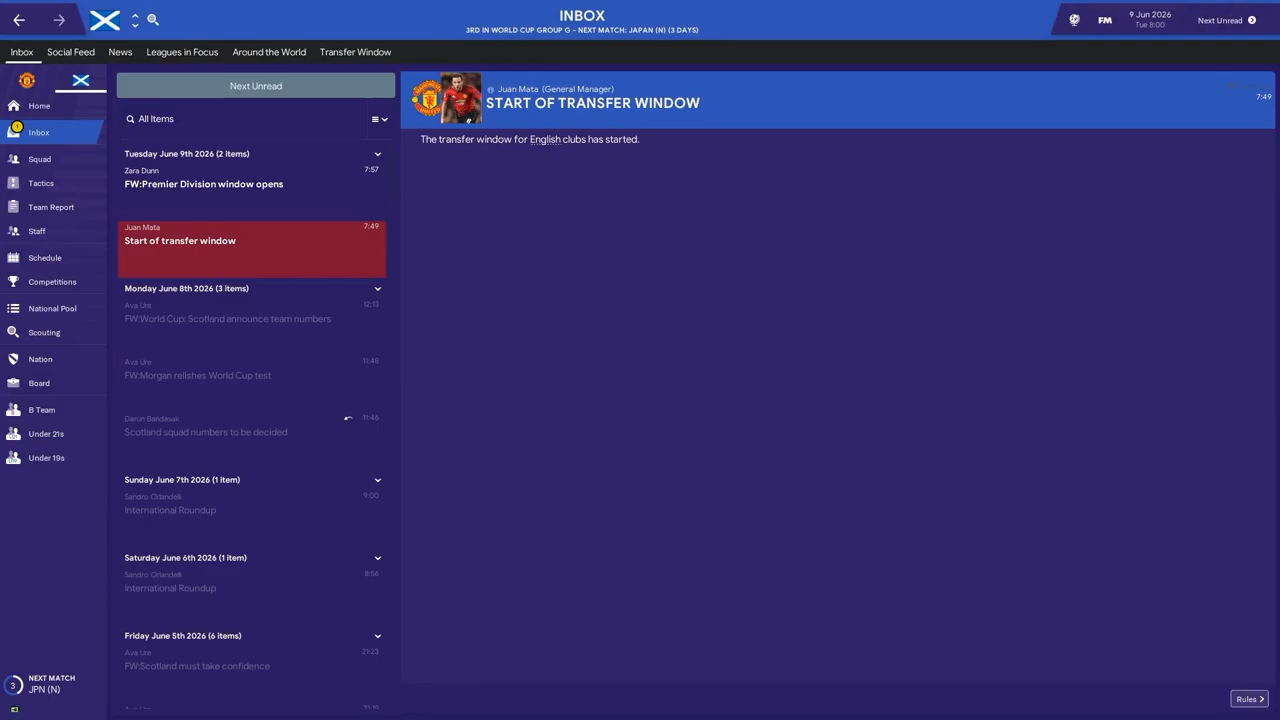 INBOX
3RD IN WORLD CUP GROUP G - NEXT MATCH: JAPAN (N) (3 DAYS)
FM
9 Jun 2026
Tue 8:00
Next Unread
Inbox
Social Feed
News
Leagues in Focus
Around the World
Transfer Window
Home
1
Inbox
Squad
Tactics
Team Report
Staff
Schedule
Competitions
National Pool
Scouting
Nation
Board
B Team
Under 21s
Under 19s
3
NEXT MATCH
JPN (N)
Next Unread
All Items
Tuesday June 9th 2026 (2 items)
Zara Dunn
7:57
FW:Premier Division window opens
Juan Mata
7:49
Start of transfer window
Monday June 8th 2026 (3 items)
Ava Ure
12:13
FW:World Cup: Scotland announce team numbers
Ava Ure
11:48
FW:Morgan relishes World Cup test
Darun Bandasak
11:46
Scotland squad numbers to be decided
Sunday June 7th 2026 (1 item)
Sandro Orlandelli
9:00
International Roundup
Saturday June 6th 2026 (1 item)
Sandro Orlandelli
8:56
International Roundup
Friday June 5th 2026 (6 items)
Ava Ure
21:23
FW:Scotland must take confidence
Juan Mata (General Manager)
START OF TRANSFER WINDOW
7:49
The transfer window for English clubs has started.
Rules